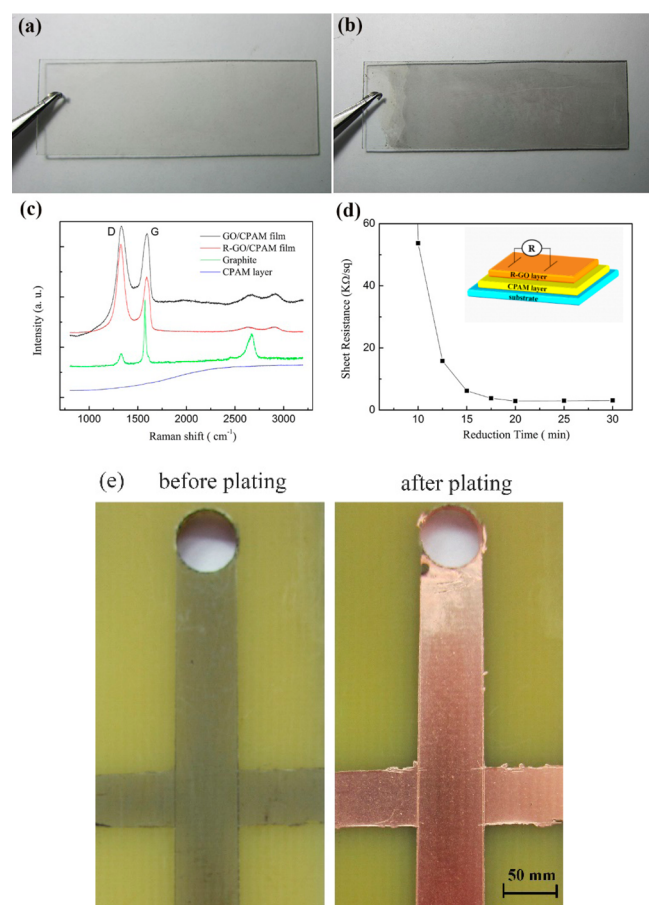 (a)
(b)
(c)
D G
GO/CPAM film
R-GO/CPAM film
Graphite
CPAM layer
Intensity (a. u.)
1000 1500 2000 2500 3000
Raman shift ( cm-1)
(d)
60
40
20
0
Sheet Resistance (KΩ/sq)
R
R-GO layer
CPAM layer
substrate
10 15 20 25 30
Reduction Time ( min)
(e) before plating after plating
50 mm